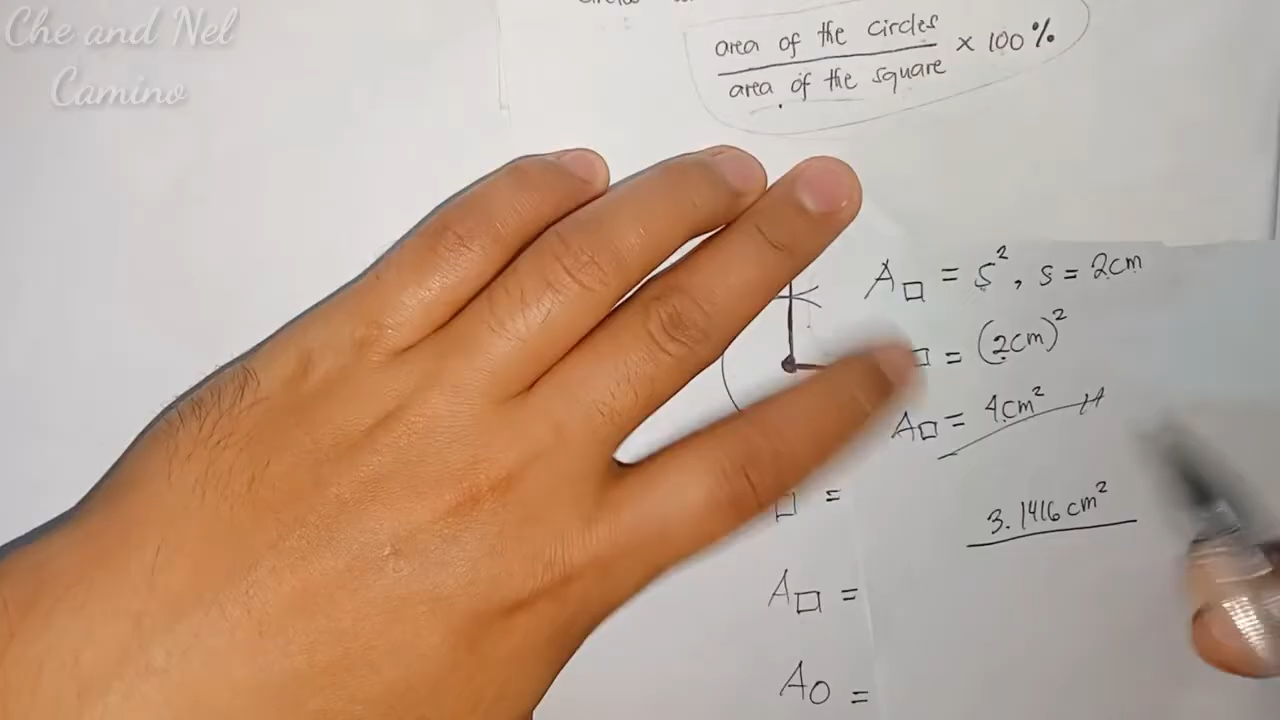 Che and Nel
Camino
area of the circles
× 100%
area of the square
A□ = S², s = 2cm
□ = (2cm)²
A□ = 4cm²
□ =
3.1416 cm²
A□ =
A○ =